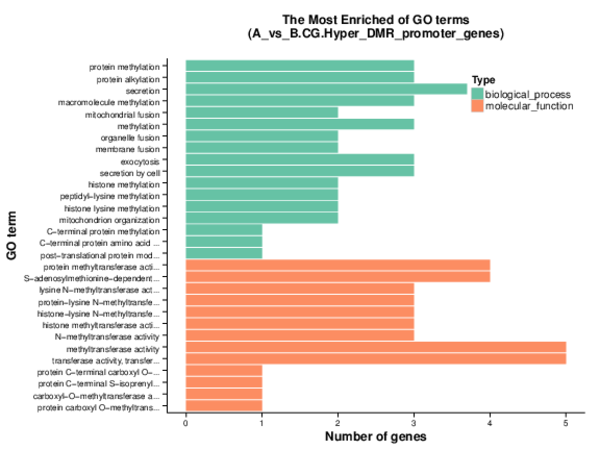 The Most Enriched of GO terms
(A_vs_B.CG.Hyper_DMR_promoter_genes)
Type
biological_process
molecular_function
GO term
protein methylation
protein alkylation
secretion
macromolecule methylation
mitochondrial fusion
methylation
organelle fusion
membrane fusion
exocytosis
secretion by cell
histone methylation
peptidyl−lysine methylation
histone lysine methylation
mitochondrion organization
C−terminal protein methylation
C−terminal protein amino acid ...
post−translational protein mod...
protein methyltransferase acti...
S−adenosylmethionine−dependent...
lysine N−methyltransferase act...
protein−lysine N−methyltransfe...
histone−lysine N−methyltransfe...
histone methyltransferase acti...
N−methyltransferase activity
methyltransferase activity
transferase activity, transfer...
protein C−terminal carboxyl O−...
protein C−terminal S−isoprenyl...
carboxyl−O−methyltransferase a...
protein carboxyl O−methyltrans...
0 1 2 3 4 5
Number of genes